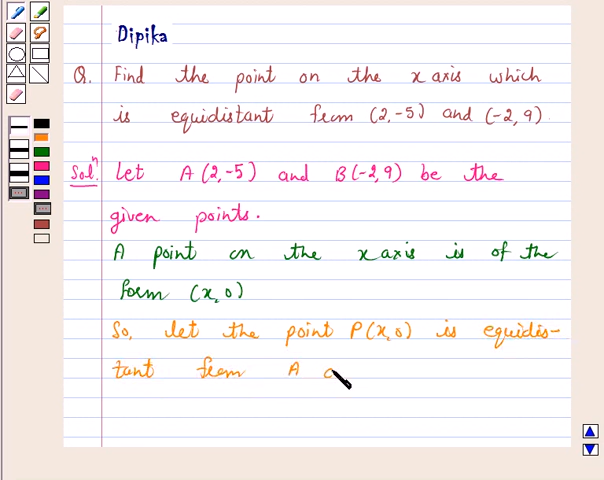 Dipika
Q. Find the point on the x axis which
is equidistant from (2,-5) and (-2,9).
Solⁿ. Let A(2,-5) and B(-2,9) be the
given points.
A point on the x axis is of the
form (x,0)
So, let the point P(x,0) is equidis-
tant from A